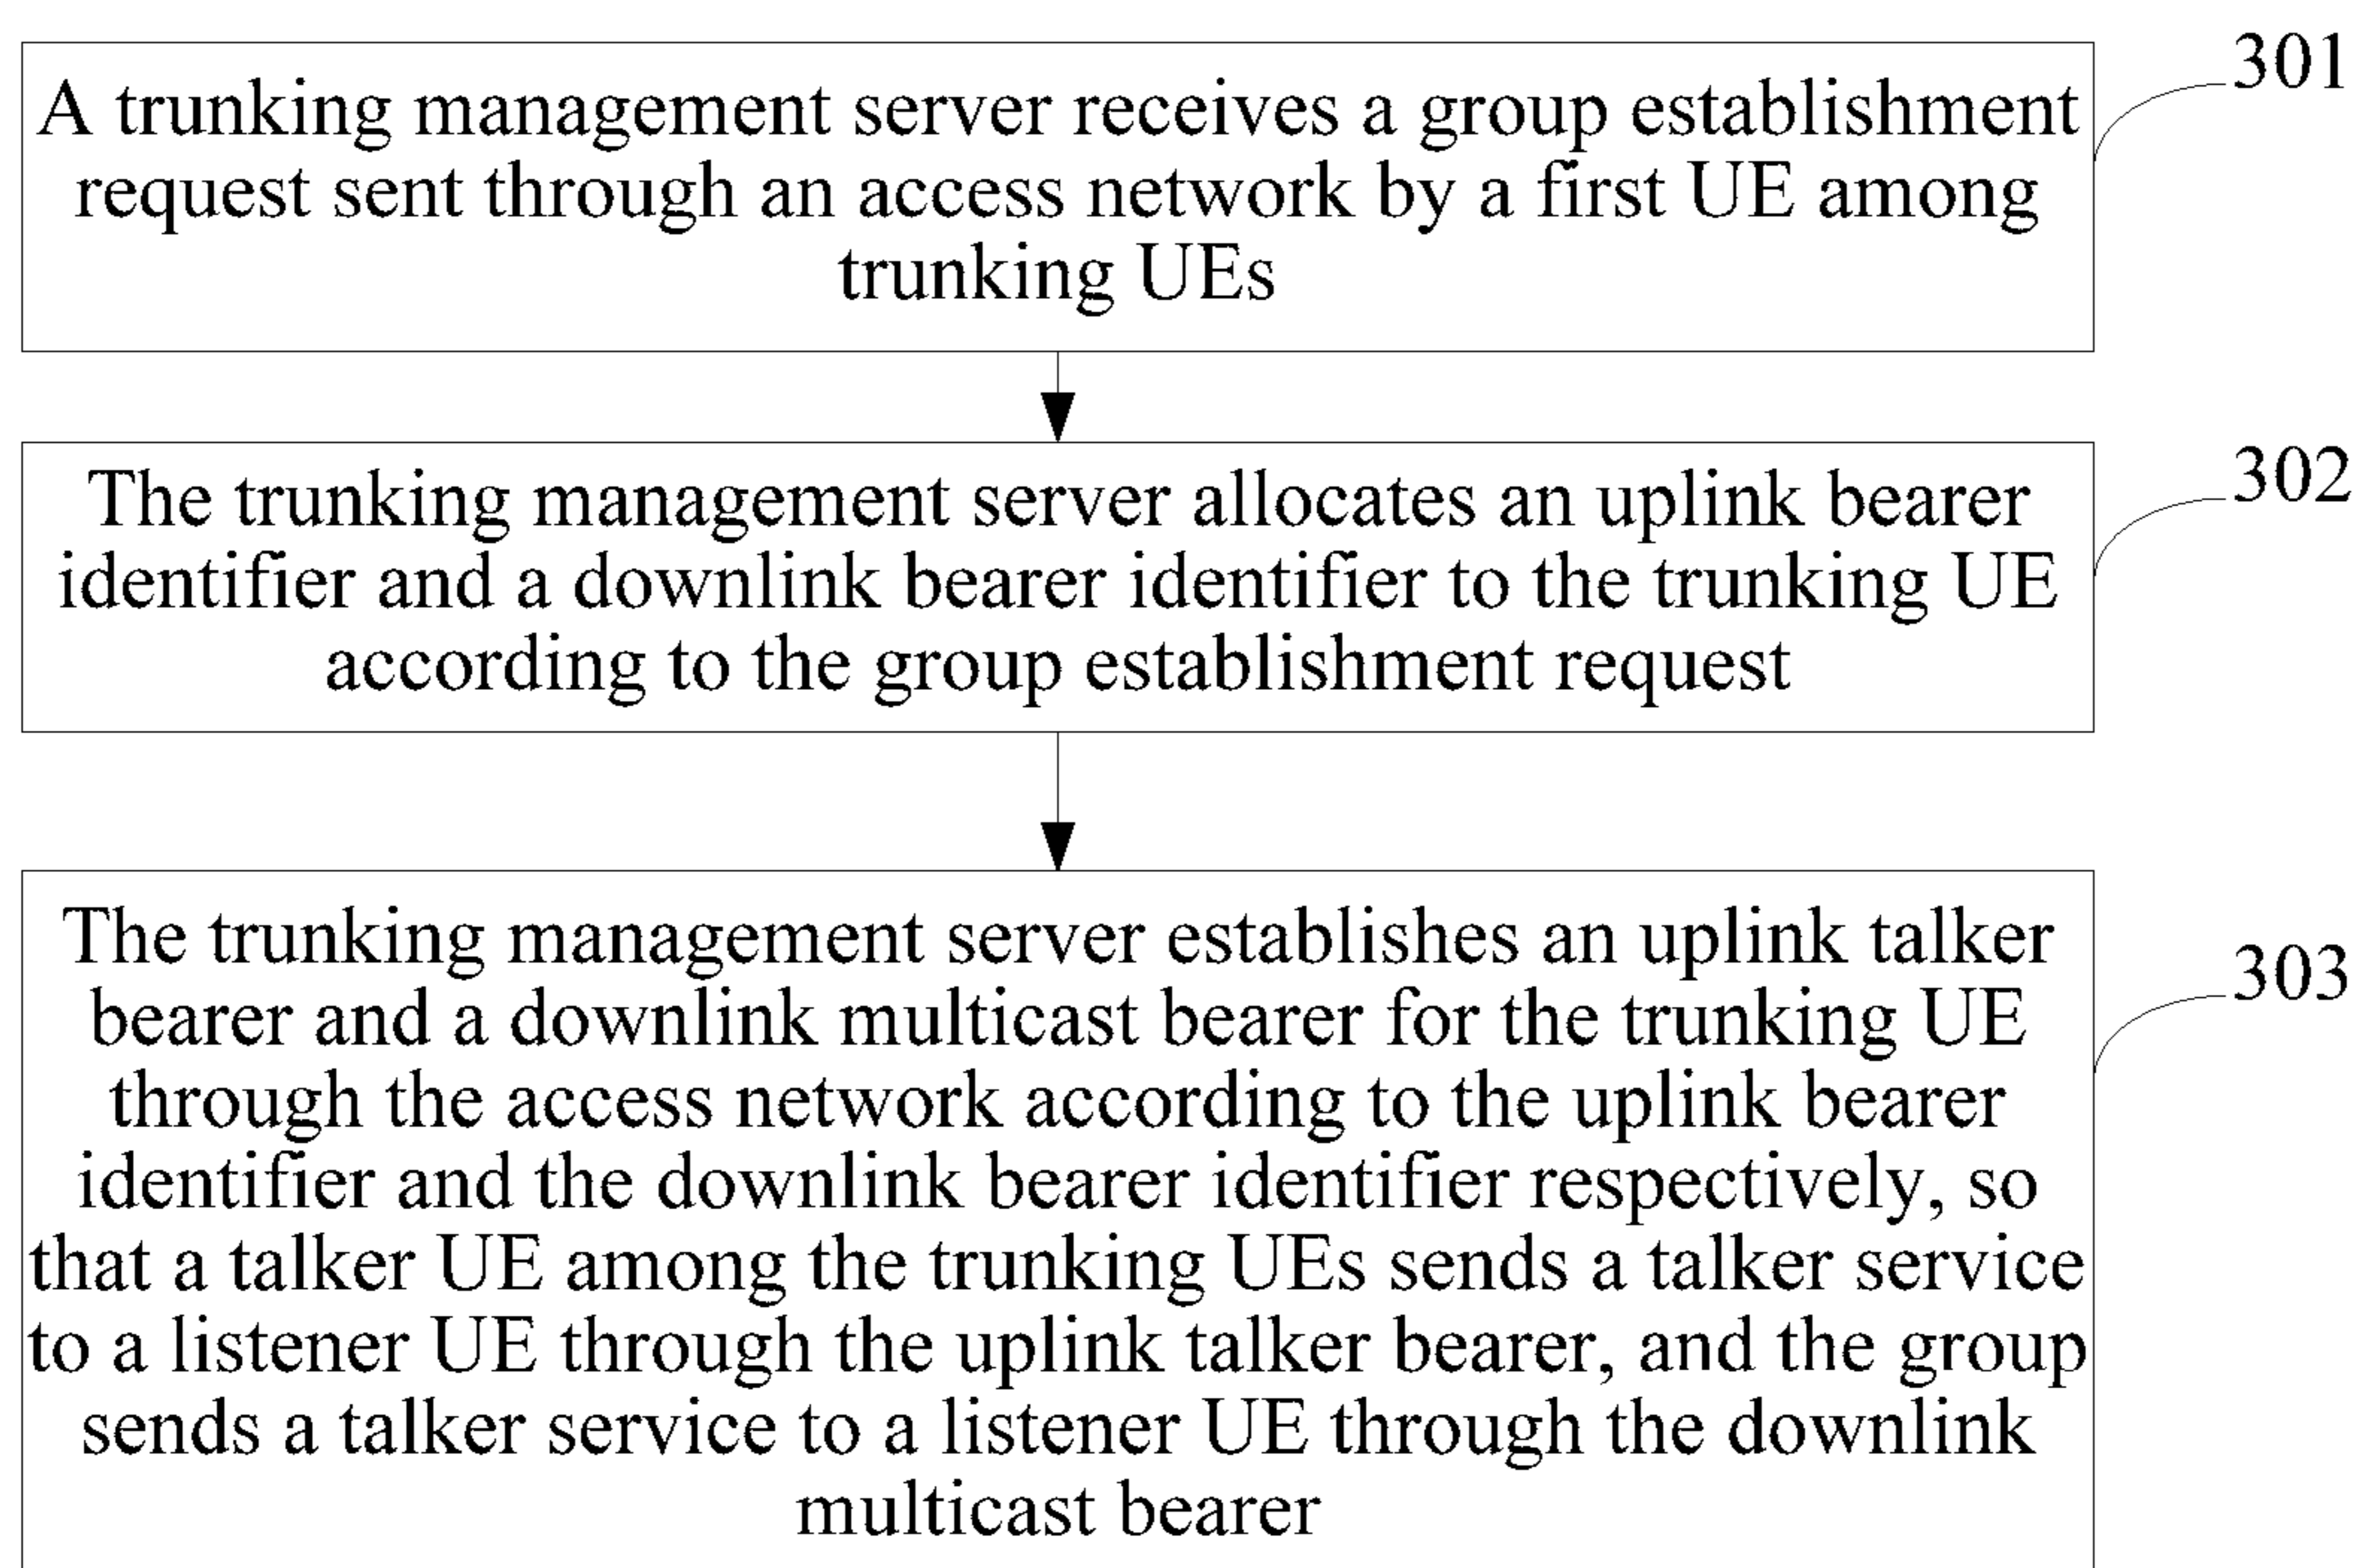 301
A trunking management server receives a group establishment
request sent through an access network by a first UE among
trunking UEs
302
The trunking management server allocates an uplink bearer
identifier and a downlink bearer identifier to the trunking UE
according to the group establishment request
303
The trunking management server establishes an uplink talker
bearer and a downlink multicast bearer for the trunking UE
through the access network according to the uplink bearer
identifier and the downlink bearer identifier respectively, so
that a talker UE among the trunking UEs sends a talker service
to a listener UE through the uplink talker bearer, and the group
sends a talker service to a listener UE through the downlink
multicast bearer